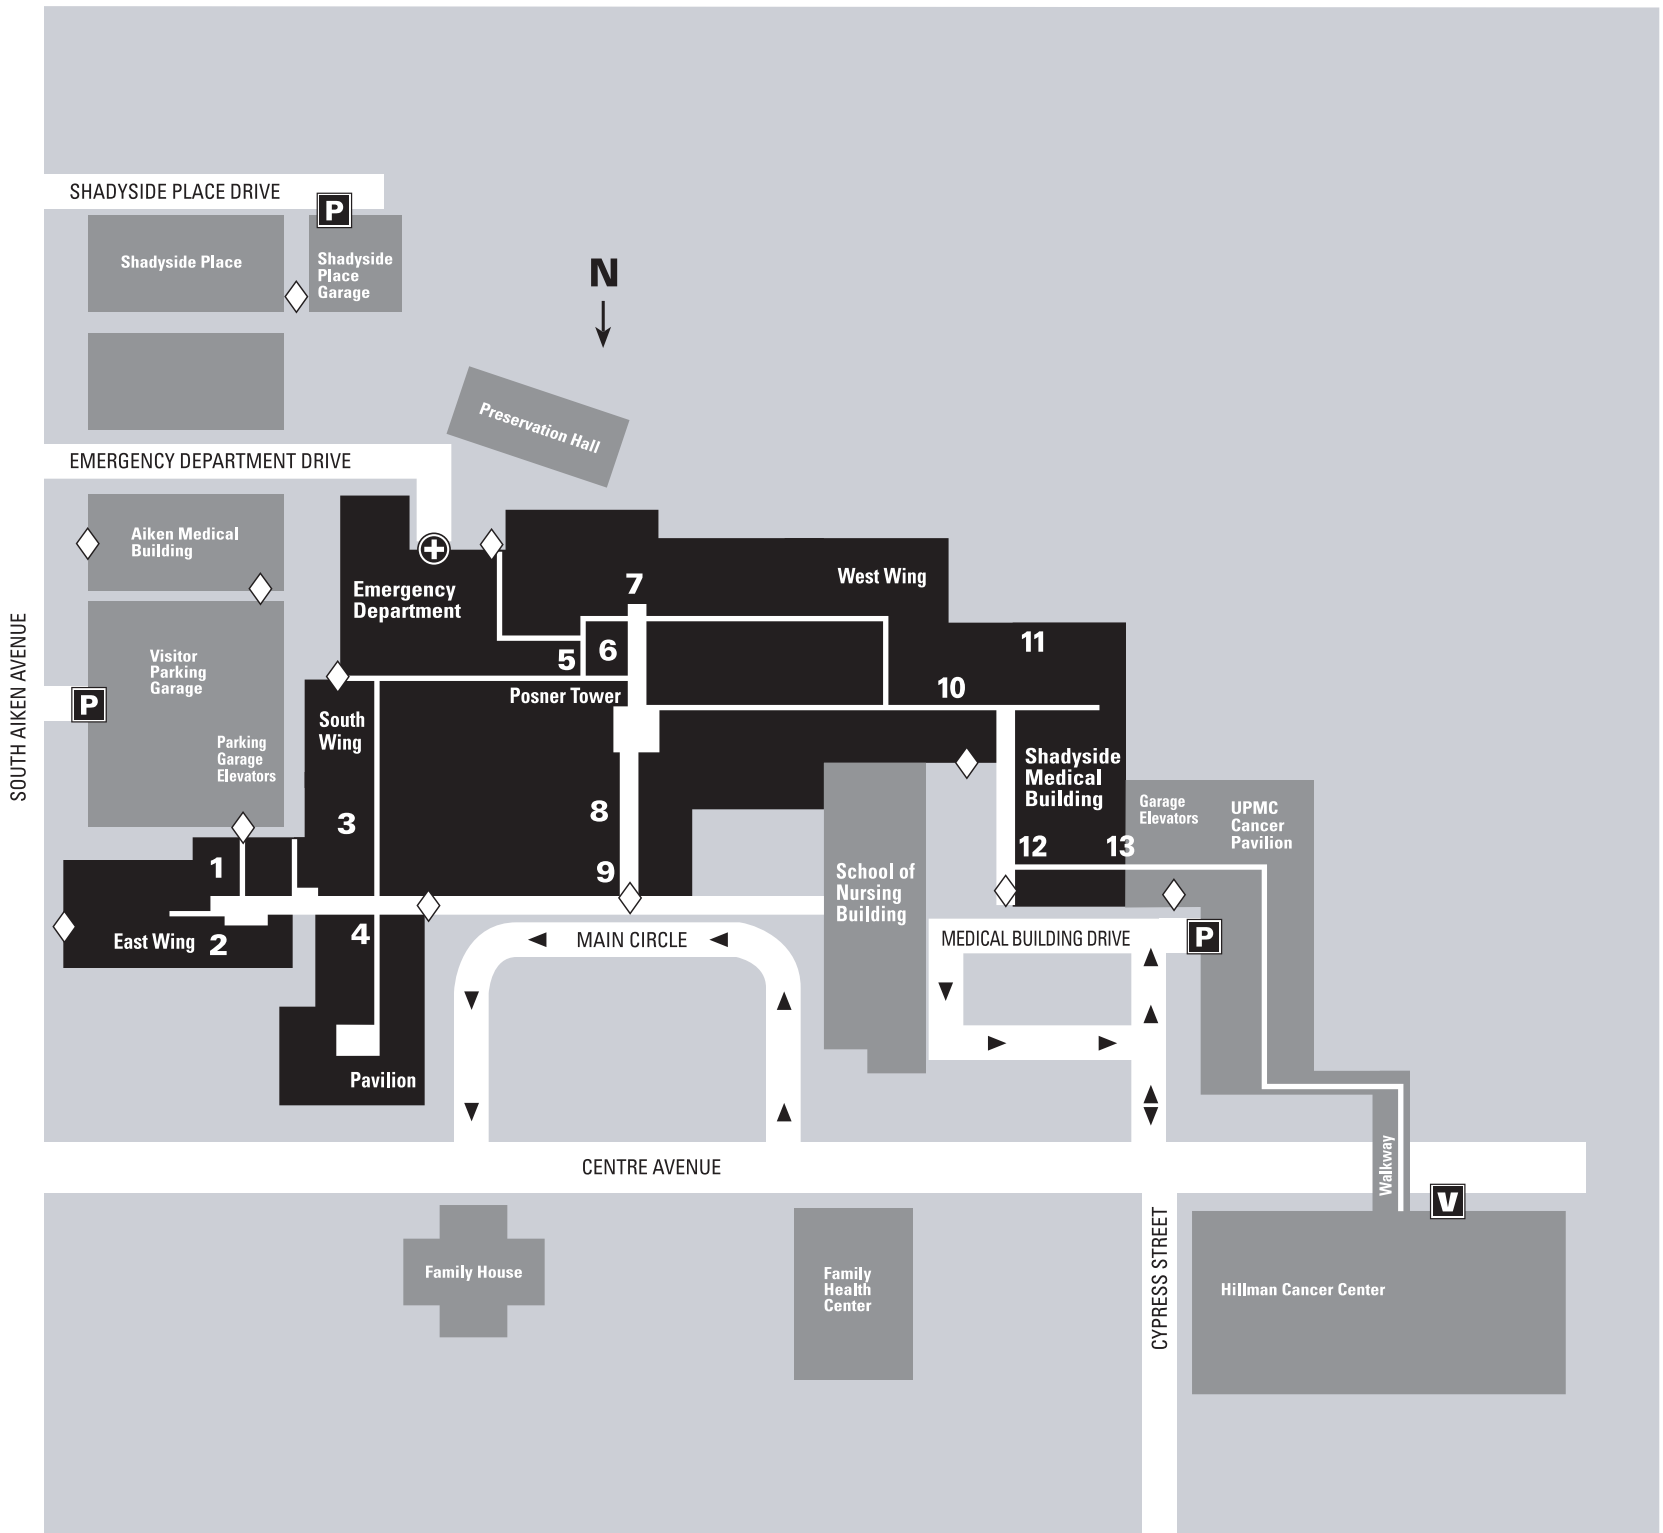 SHADYSIDE PLACE DRIVE
P
Shadyside Place
Shadyside
Place
Garage
N
Preservation Hall
EMERGENCY DEPARTMENT DRIVE
Aiken Medical
Building
Emergency
Department
West Wing
7
SOUTH AIKEN AVENUE
Visitor
Parking
Garage
P
5
6
11
10
Posner Tower
South
Wing
Parking
Garage
Elevators
Shadyside
Medical
Building
Garage
Elevators
UPMC
Cancer
Pavilion
3
8
12
13
1
9
School of
Nursing
Building
East Wing
2
4
MAIN CIRCLE
MEDICAL BUILDING DRIVE
P
Pavilion
CENTRE AVENUE
Walkway
V
CYPRESS STREET
Family House
Family
Health
Center
Hillman Cancer Center